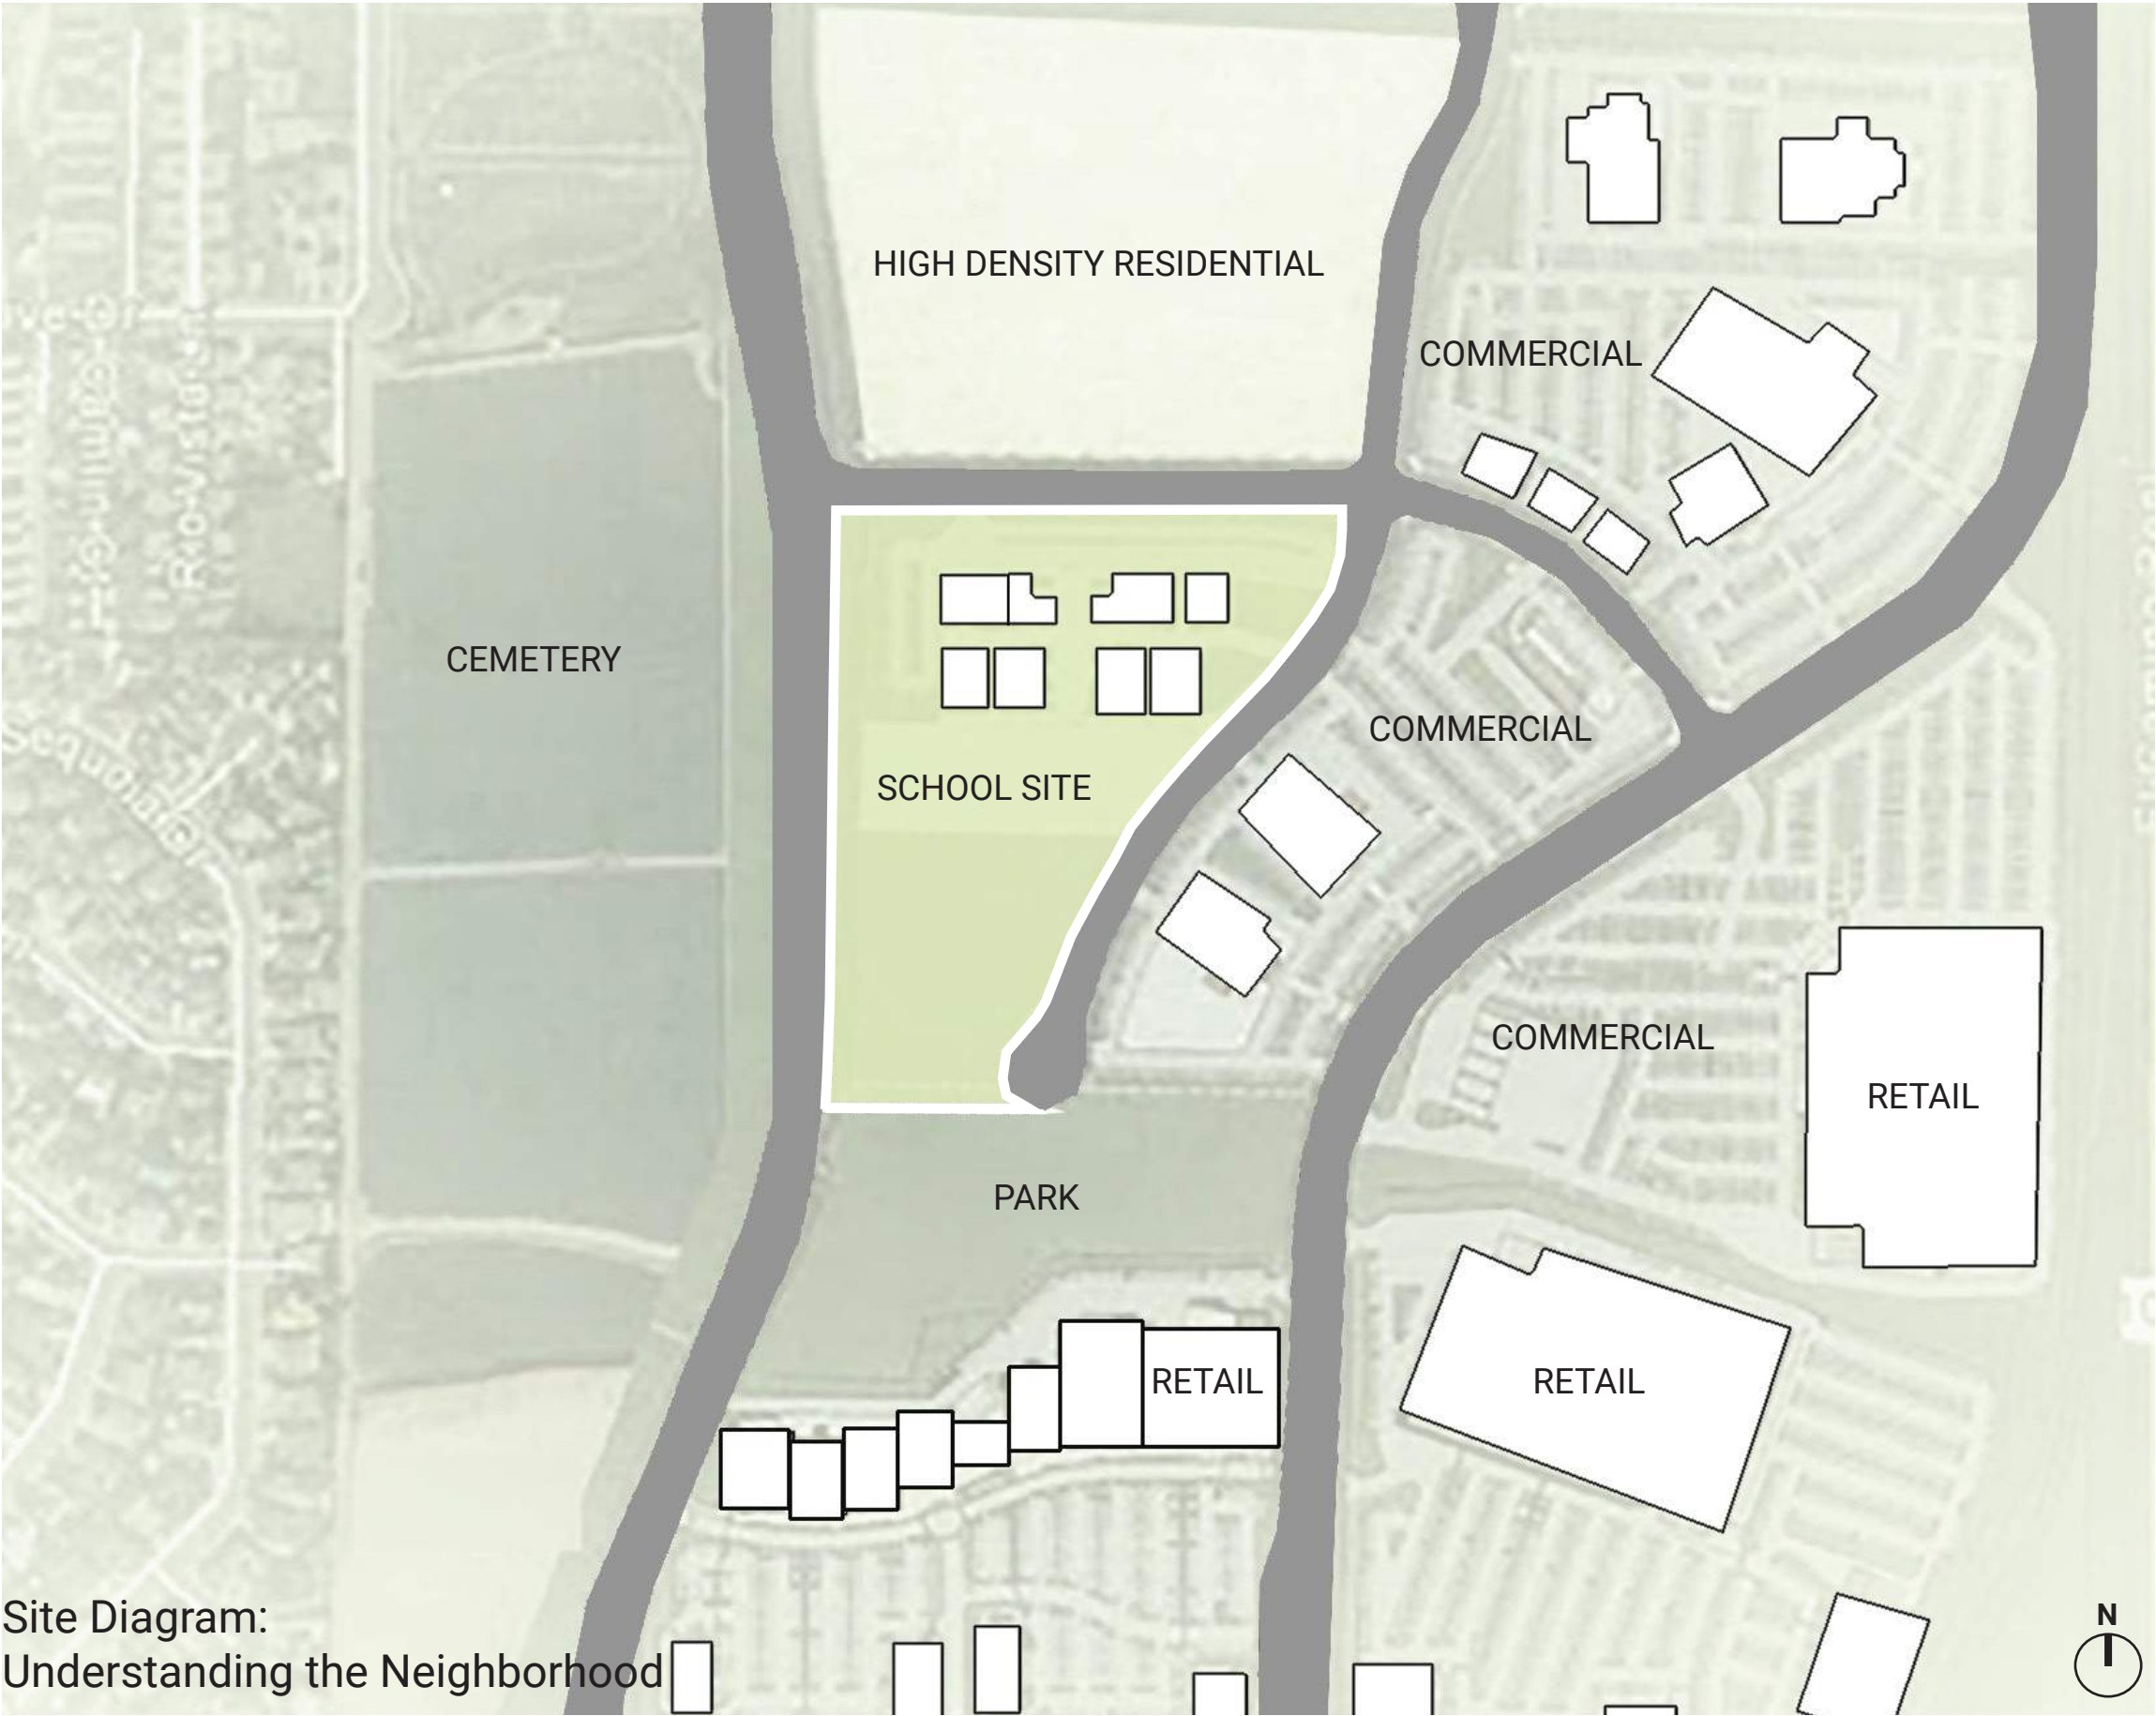 HIGH DENSITY RESIDENTIAL
COMMERCIAL
CEMETERY
COMMERCIAL
SCHOOL SITE
COMMERCIAL
RETAIL
PARK
RETAIL
RETAIL
Site Diagram:
Understanding the Neighborhood
N